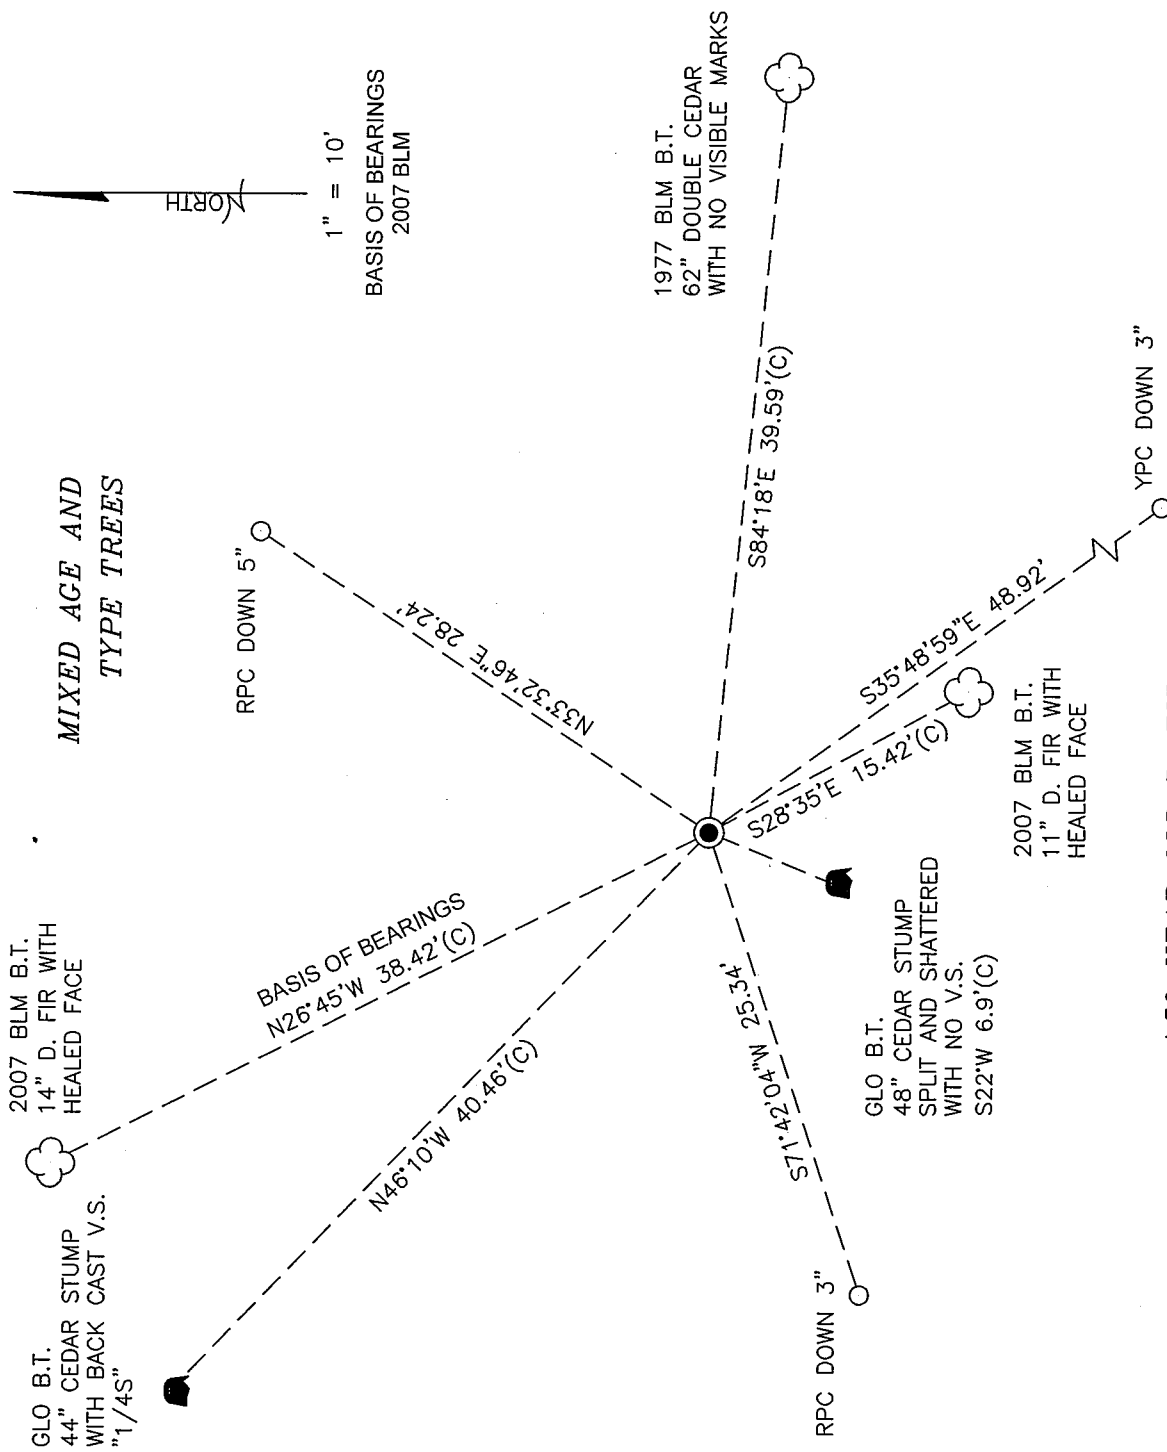 MIXED AGE AND
TYPE TREES
NORTH
1" = 10'
BASIS OF BEARINGS
2007 BLM
2007 BLM B.T.
14" D. FIR WITH
HEALED FACE
GLO B.T.
44" CEDAR STUMP
WITH BACK CAST V.S.
"1/4S"
BASIS OF BEARINGS
N26°45'W 38.42'(C)
N46°10'W 40.46'(C)
RPC DOWN 5"
N33°32'46"E 28.24'
1977 BLM B.T.
62" DOUBLE CEDAR
WITH NO VISIBLE MARKS
S84°18'E 39.59'(C)
S35°48'59"E 48.92'
YPC DOWN 3"
S28°35'E 15.42'(C)
2007 BLM B.T.
11" D. FIR WITH
HEALED FACE
S71°42'04"W 25.34'
RPC DOWN 3"
GLO B.T.
48" CEDAR STUMP
SPLIT AND SHATTERED
WITH NO V.S.
S22°W 6.9'(C)